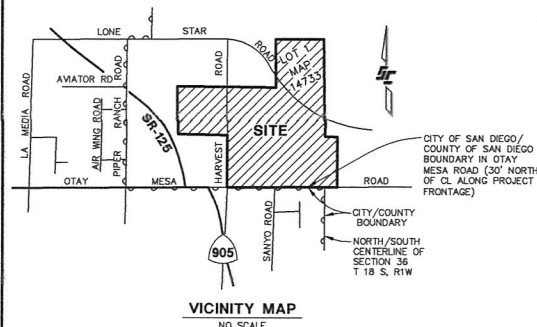 LONE STAR
ROAD
LOT 1
MAP
14733
AVIATOR RD
LA MEDIA ROAD
AIR WING ROAD
PIPER RANCH ROAD
SR-125
HARVEST ROAD
SITE
OTAY MESA ROAD
SANYO ROAD
905
CITY OF SAN DIEGO/
COUNTY OF SAN DIEGO
BOUNDARY IN OTAY
MESA ROAD (30' NORTH
OF CL ALONG PROJECT
FRONTAGE)
CITY/COUNTY
BOUNDARY
NORTH/SOUTH
CENTERLINE OF
SECTION 36
T 18 S, R1W
VICINITY MAP
NO SCALE